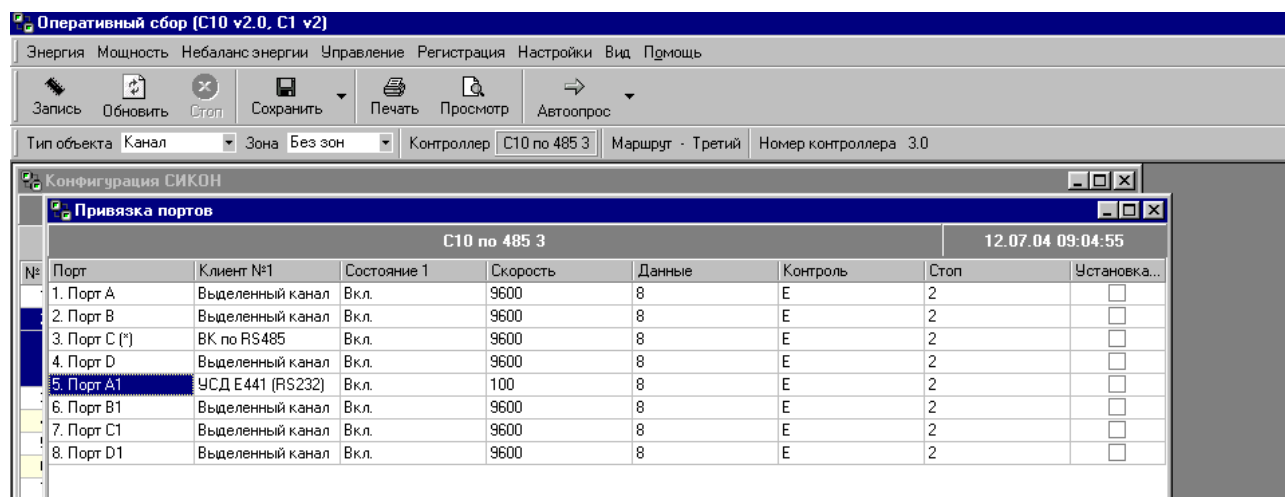 Оперативный сбор (C10 v2.0, C1 v2)
Энергия Мощность Небаланс энергии Управление Регистрация Настройки Вид Помощь
Запись Обновить Стоп Сохранить Печать Просмотр Автоопрос
Тип объекта Канал Зона Без зон Контроллер C10 по 485 3 Маршрут - Третий Номер контроллера 3.0
Конфигурация СИКОН
Привязка портов
C10 по 485 3 12.07.04 09:04:55
№ Порт Клиент №1 Состояние 1 Скорость Данные Контроль Стоп Установка...
1. Порт A Выделенный канал Вкл. 9600 8 E 2
2. Порт B Выделенный канал Вкл. 9600 8 E 2
3. Порт C (*) ВК по RS485 Вкл. 9600 8 E 2
4. Порт D Выделенный канал Вкл. 9600 8 E 2
5. Порт A1 УСД E441 (RS232) Вкл. 100 8 E 2
6. Порт B1 Выделенный канал Вкл. 9600 8 E 2
7. Порт C1 Выделенный канал Вкл. 9600 8 E 2
8. Порт D1 Выделенный канал Вкл. 9600 8 E 2